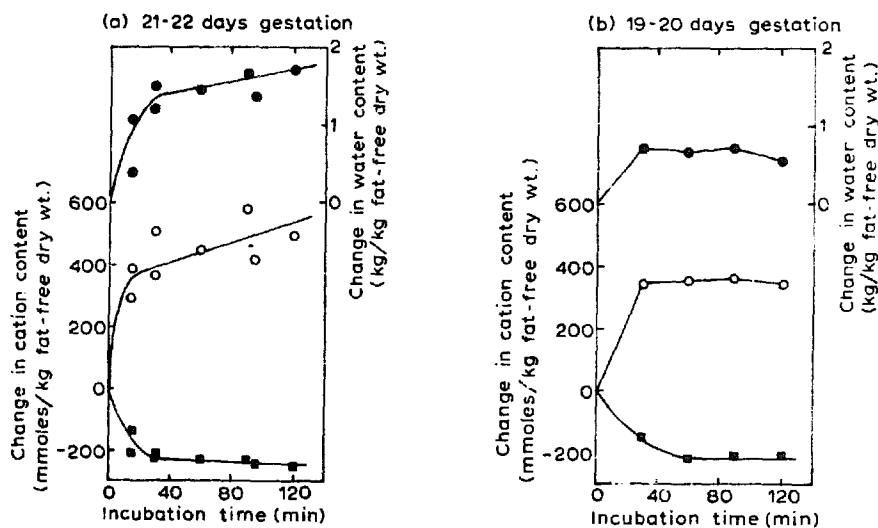 (a) 21-22 days gestation
2
1
0
Change in water content
(kg/kg fat-free dry wt.)
600
400
200
0
-200
Change in cation content
(mmoles/kg fat-free dry wt.)
0 40 80 120
Incubation time (min)
(b) 19-20 days gestation
2
1
0
Change in water content
(kg/kg fat-free dry wt.)
600
400
200
0
-200
Change in cation content
(mmoles/kg fat-free dry wt.)
0 40 80 120
Incubation time (min)